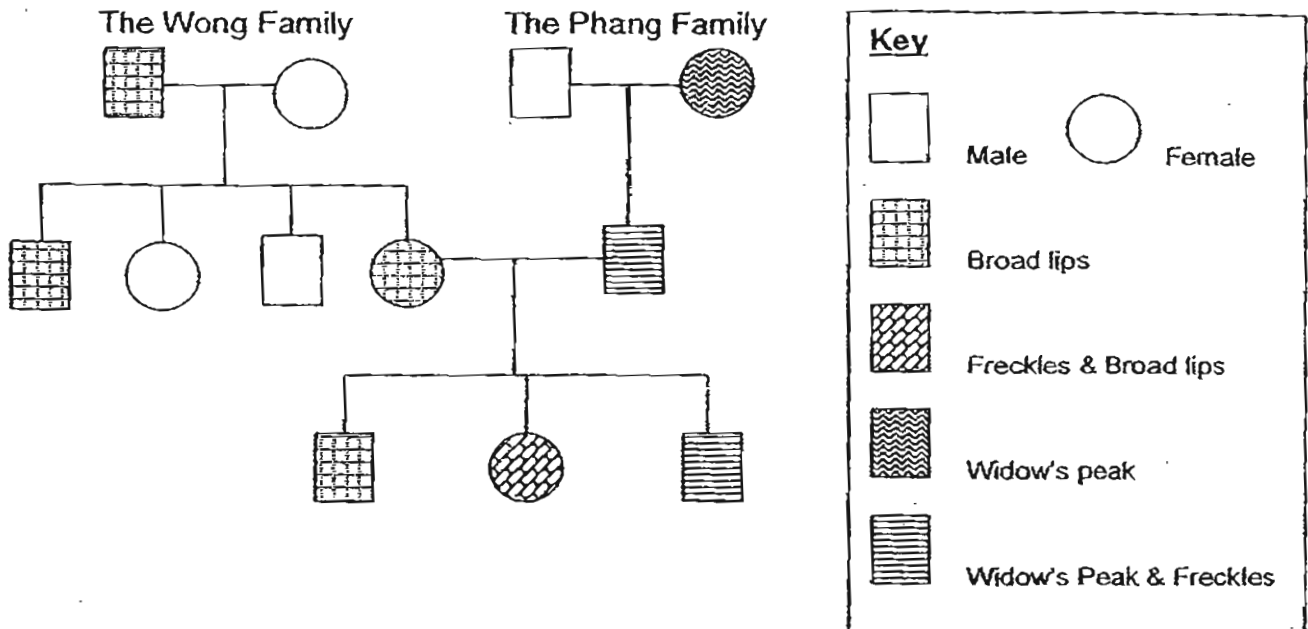 The Wong Family
The Phang Family
Key
Male
Female
Broad lips
Freckles & Broad lips
Widow's peak
Widow's Peak & Freckles